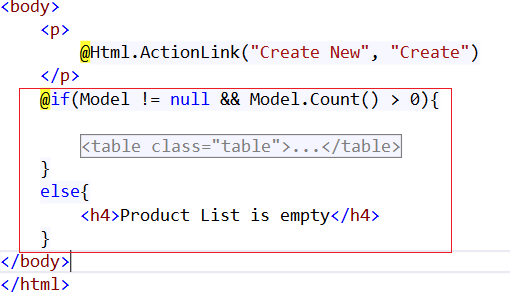 <body>
<p>
@Html.ActionLink("Create New", "Create")
</p>
@if(Model != null && Model.Count() > 0){
<table class="table">...</table>
}
else{
<h4>Product List is empty</h4>
}
</body>
</html>